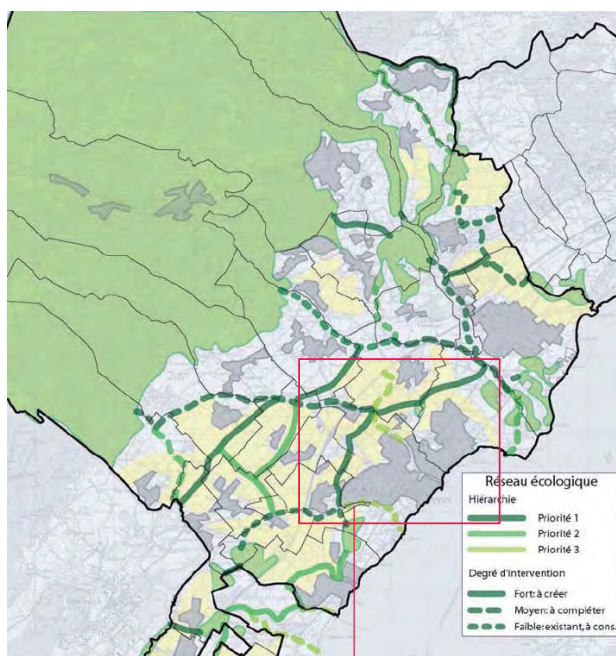 Réseau écologique
Hiérarchie
Priorité 1
Priorité 2
Priorité 3
Degré d'intervention
Fort: à créer
Moyen: à compléter
Faible:existant, à cons